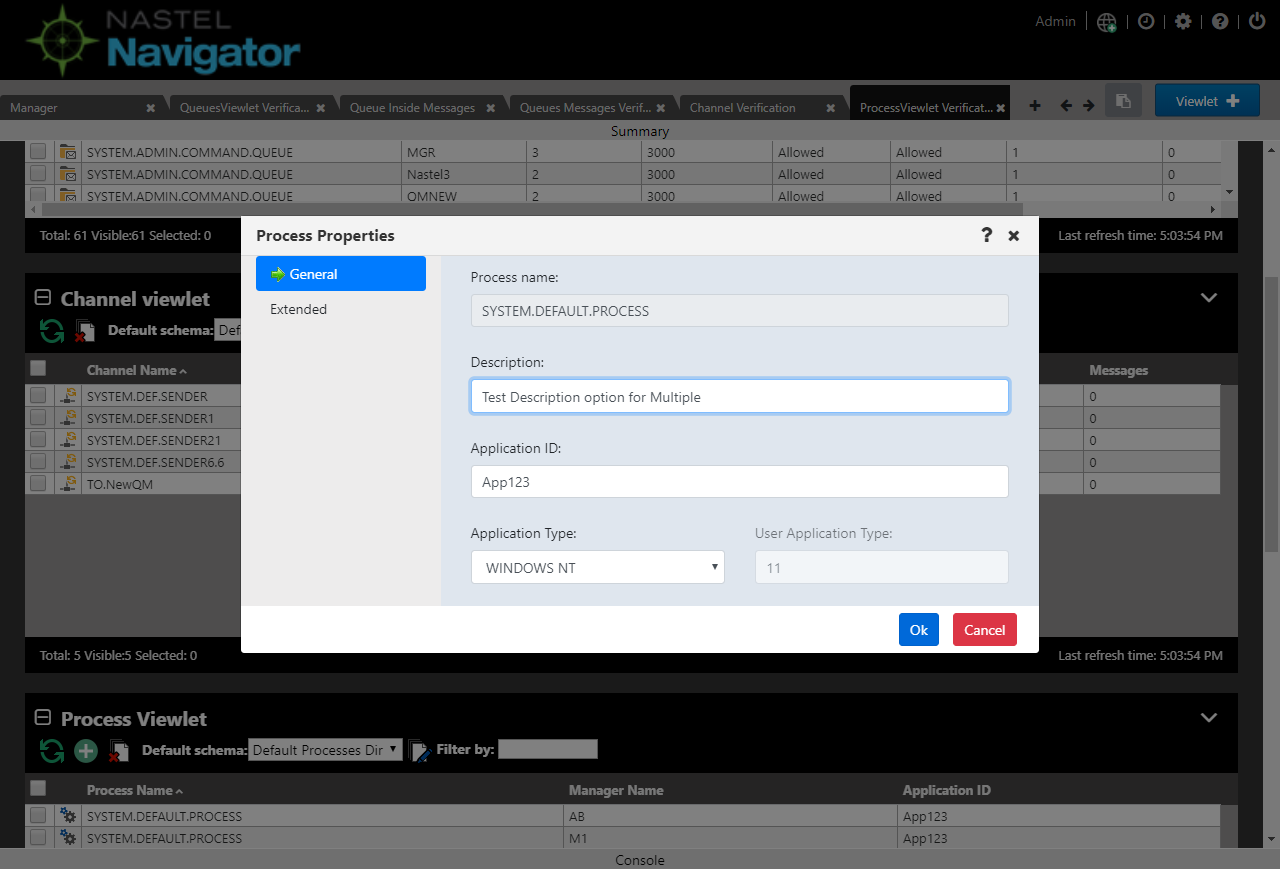 NASTEL
Navigator
Admin
Manager
QueuesViewlet Verifica...
Queue Inside Messages
Queues Messages Verif...
Channel Verification
ProcessViewlet Verificat...
Viewlet
Summary
SYSTEM.ADMIN.COMMAND.QUEUE MGR 3 3000 Allowed Allowed 1 0
SYSTEM.ADMIN.COMMAND.QUEUE Nastel3 2 3000 Allowed Allowed 1 0
SYSTEM.ADMIN.COMMAND.QUEUE QMNEW 2 3000 Allowed Allowed 1 0
Total: 61 Visible:61 Selected: 0
Last refresh time: 5:03:54 PM
Process Properties
General
Extended
Process name:
SYSTEM.DEFAULT.PROCESS
Description:
Test Description option for Multiple
Application ID:
App123
Application Type: User Application Type:
WINDOWS NT 11
Ok Cancel
Channel viewlet
Default schema: Def
Channel Name Messages
SYSTEM.DEF.SENDER 0
SYSTEM.DEF.SENDER1 0
SYSTEM.DEF.SENDER21 0
SYSTEM.DEF.SENDER6.6 0
TO.NewQM 0
Total: 5 Visible:5 Selected: 0
Last refresh time: 5:03:54 PM
Process Viewlet
Default schema: Default Processes Dir Filter by:
Process Name Manager Name Application ID
SYSTEM.DEFAULT.PROCESS AB App123
SYSTEM.DEFAULT.PROCESS M1 App123
Console